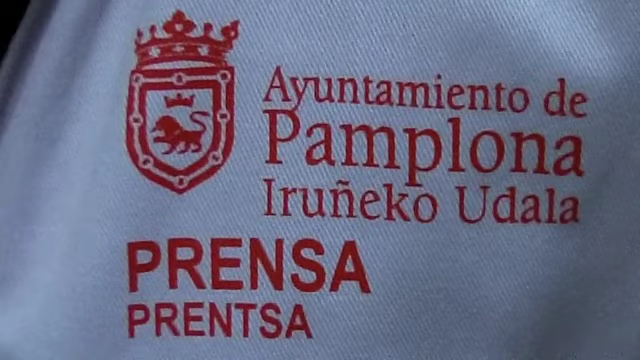 Ayuntamiento de
Pamplona
Iruñeko Udala
PRENSA
PRENTSA